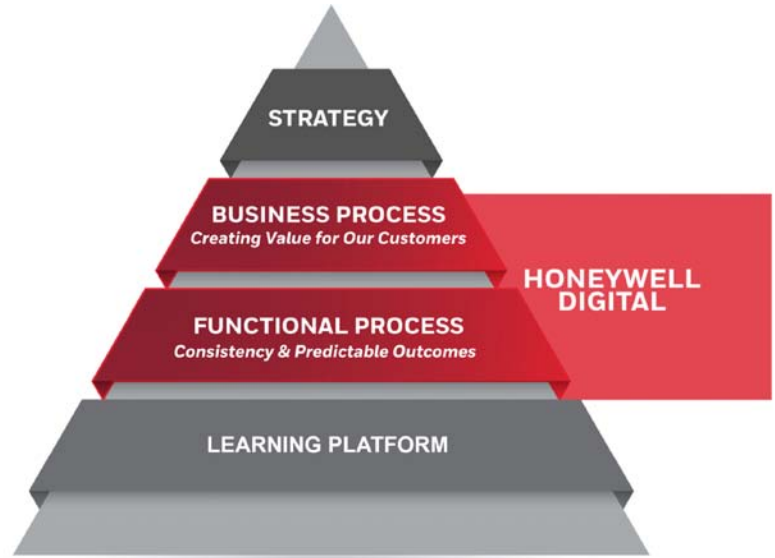 STRATEGY
BUSINESS PROCESS
Creating Value for Our Customers
HONEYWELL
DIGITAL
FUNCTIONAL PROCESS
Consistency & Predictable Outcomes
LEARNING PLATFORM